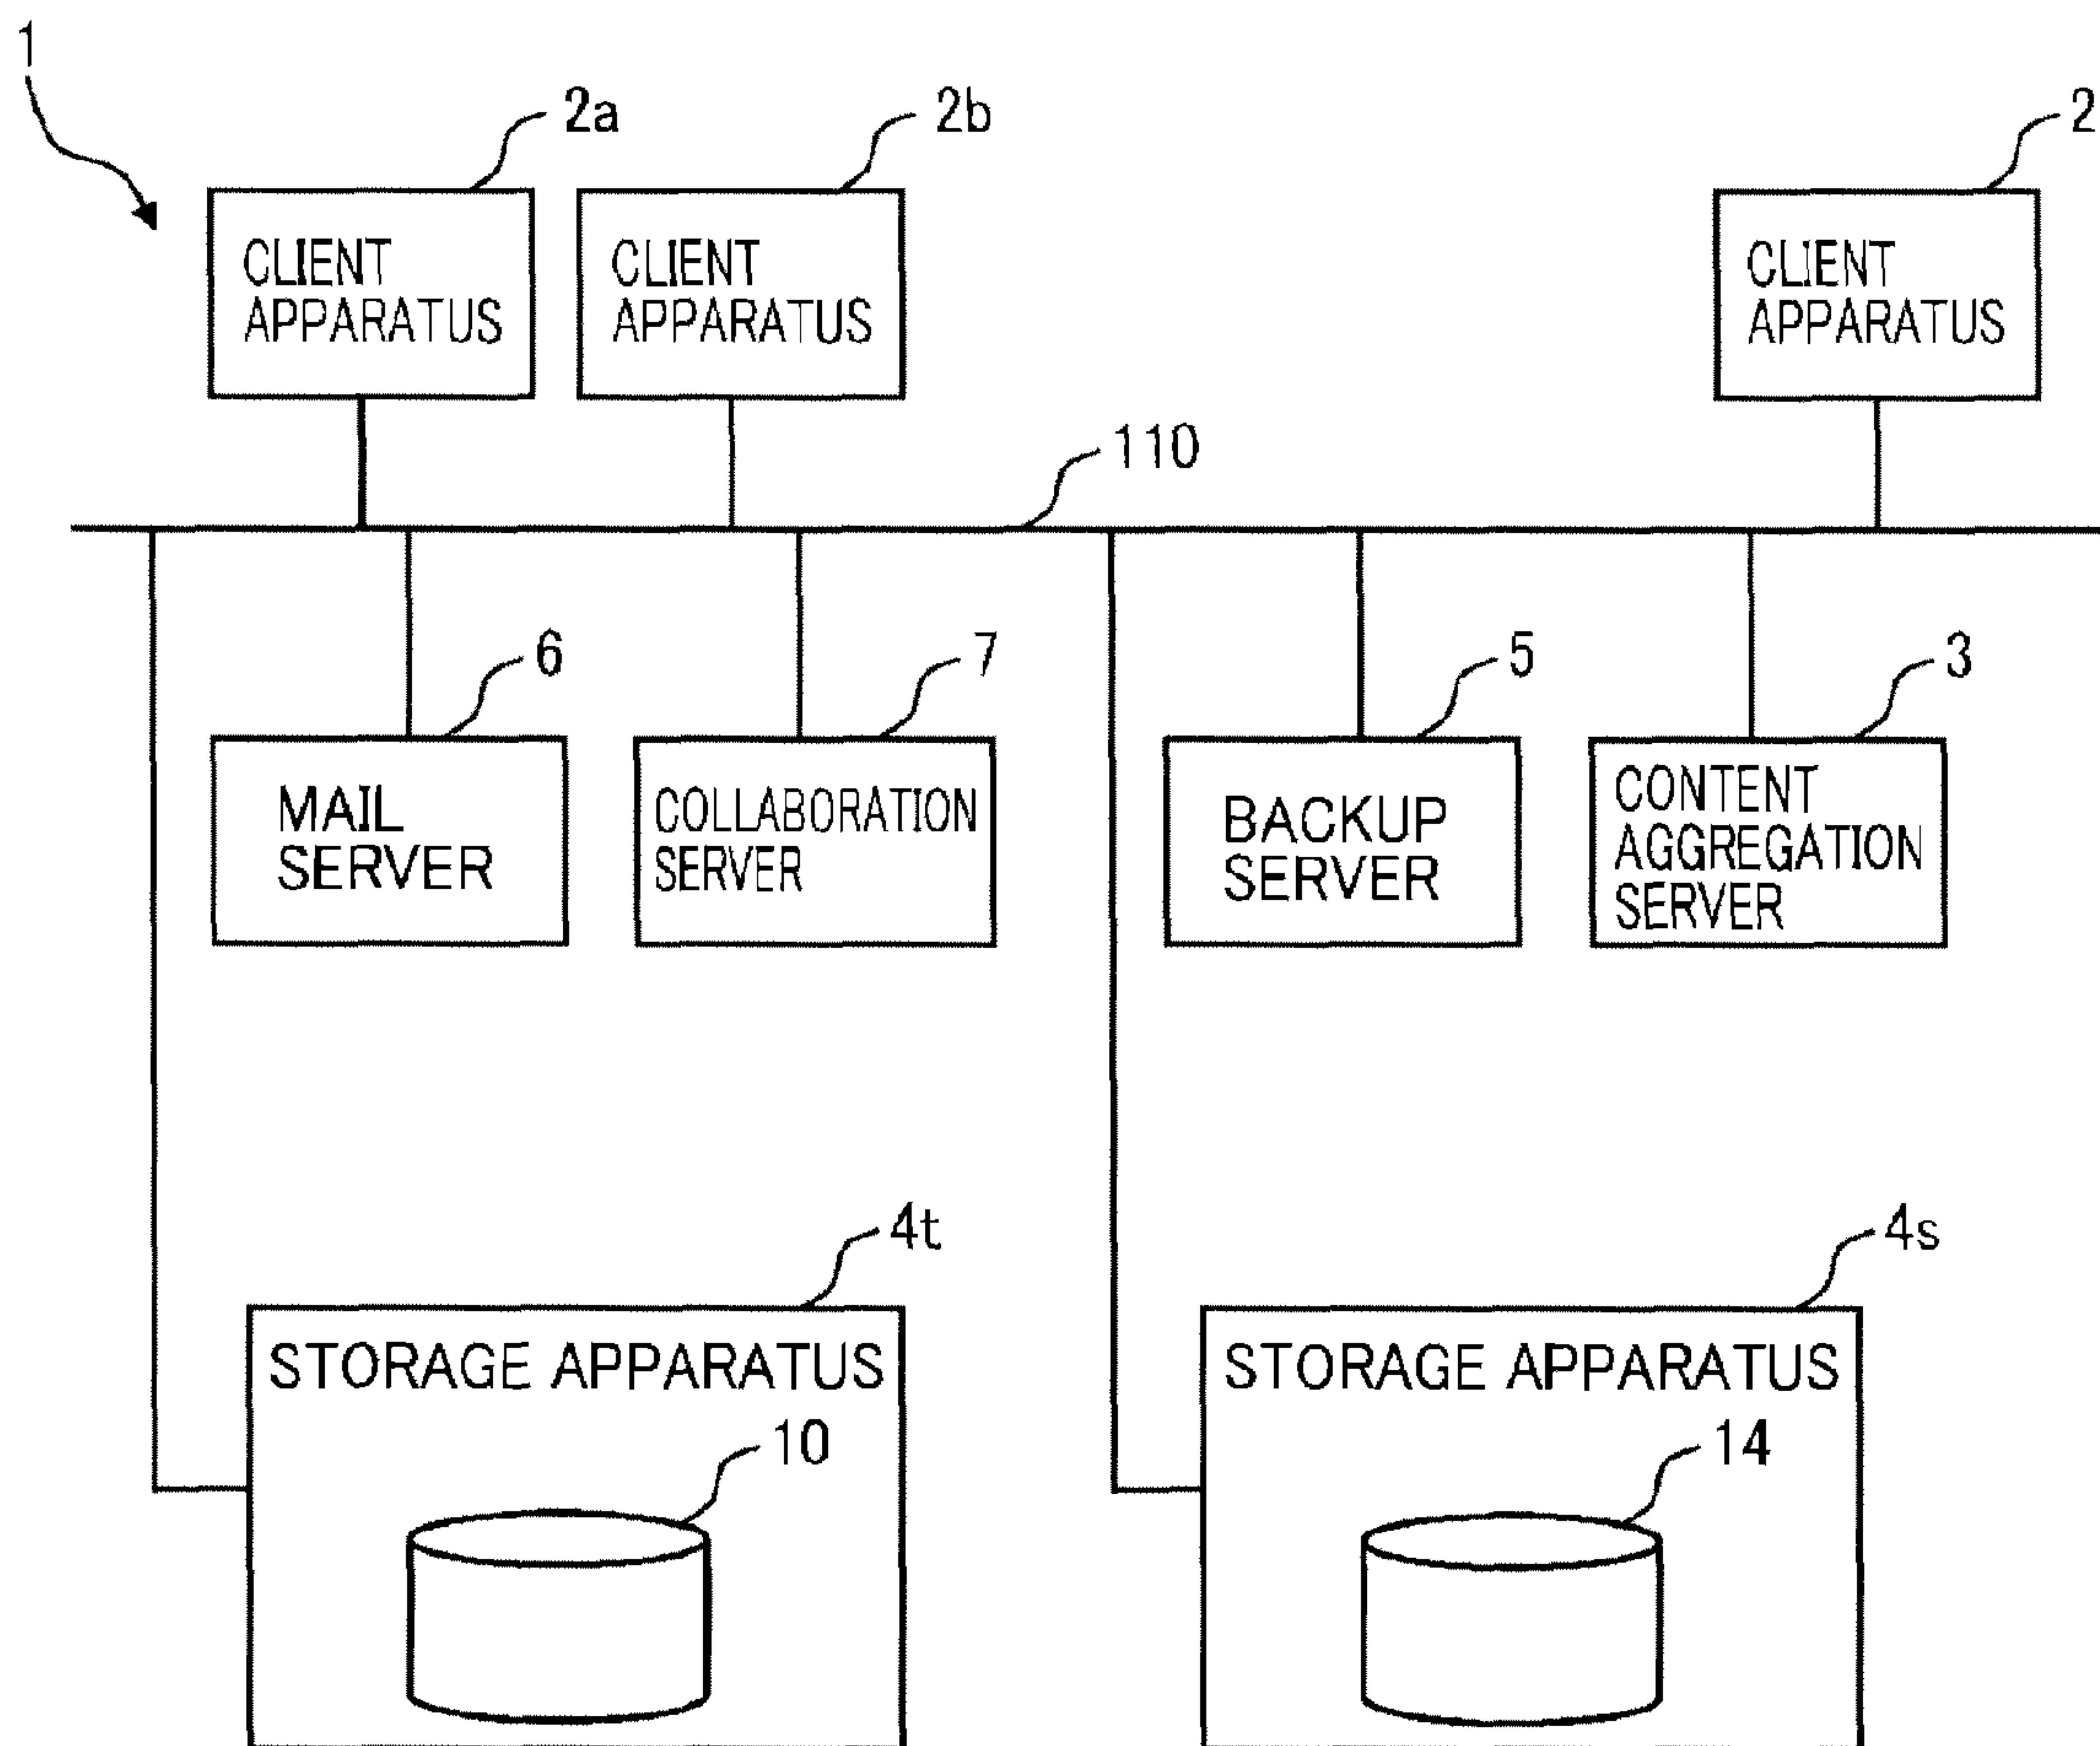 1
2a
2b
2
CLIENT
APPARATUS
CLIENT
APPARATUS
CLIENT
APPARATUS
110
6
7
5
3
MAIL
SERVER
COLLABORATION
SERVER
BACKUP
SERVER
CONTENT
AGGREGATION
SERVER
4t
4s
STORAGE APPARATUS
10
STORAGE APPARATUS
14